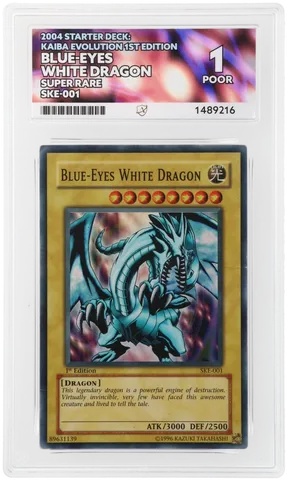 2004 STARTER DECK:
KAIBA EVOLUTION 1ST EDITION
BLUE-EYES
WHITE DRAGON
SUPER RARE
SKE-001
1
POOR
1489216
BLUE-EYES WHITE DRAGON
1st Edition
SKE-001
[DRAGON]
This legendary dragon is a powerful engine of destruction.
Virtually invincible, very few have faced this awesome
creature and lived to tell the tale.
ATK/3000 DEF/2500
89631139
©1996 KAZUKI TAKAHASHI